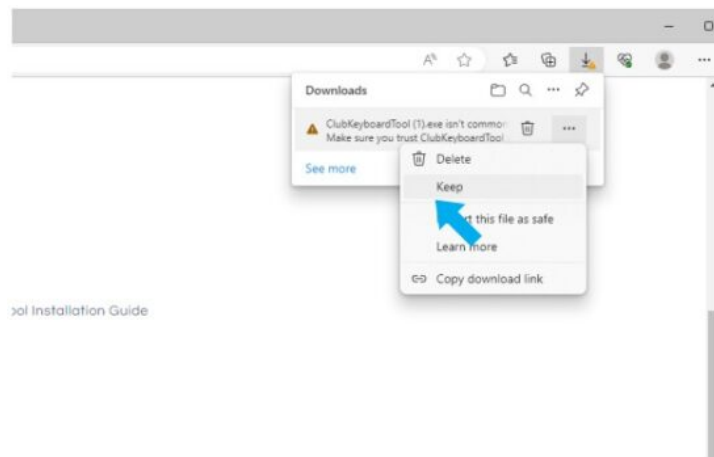 Downloads
ClubKeyboardTool (1).exe isn't common
Make sure you trust ClubKeyboardTool
See more
Delete
Keep
this file as safe
Learn more
Copy download link
ool Installation Guide